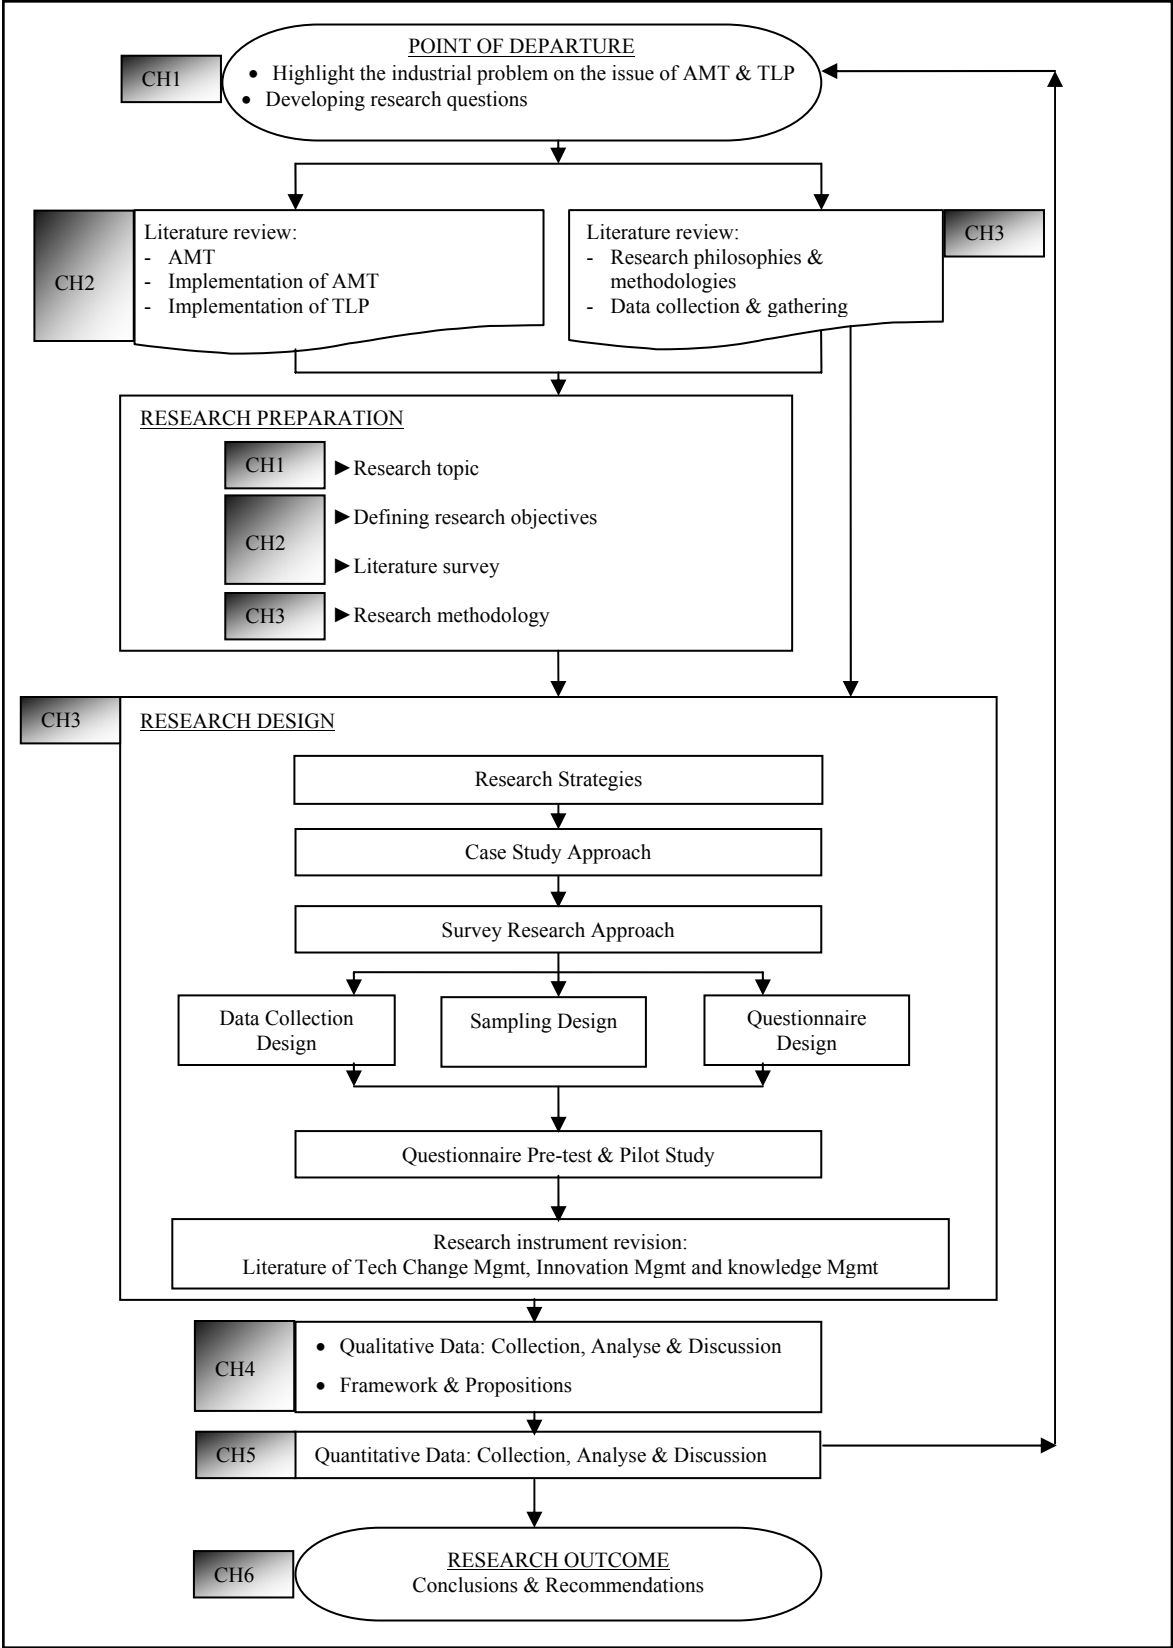 POINT OF DEPARTURE
CH1
• Highlight the industrial problem on the issue of AMT & TLP
• Developing research questions
CH2
Literature review:
- AMT
- Implementation of AMT
- Implementation of TLP
Literature review:
- Research philosophies &
methodologies
- Data collection & gathering
CH3
RESEARCH PREPARATION
CH1
►Research topic
CH2
►Defining research objectives
►Literature survey
CH3
►Research methodology
CH3
RESEARCH DESIGN
Research Strategies
Case Study Approach
Survey Research Approach
Data Collection
Design
Sampling Design
Questionnaire
Design
Questionnaire Pre-test & Pilot Study
Research instrument revision:
Literature of Tech Change Mgmt, Innovation Mgmt and knowledge Mgmt
CH4
• Qualitative Data: Collection, Analyse & Discussion
• Framework & Propositions
CH5
Quantitative Data: Collection, Analyse & Discussion
CH6
RESEARCH OUTCOME
Conclusions & Recommendations